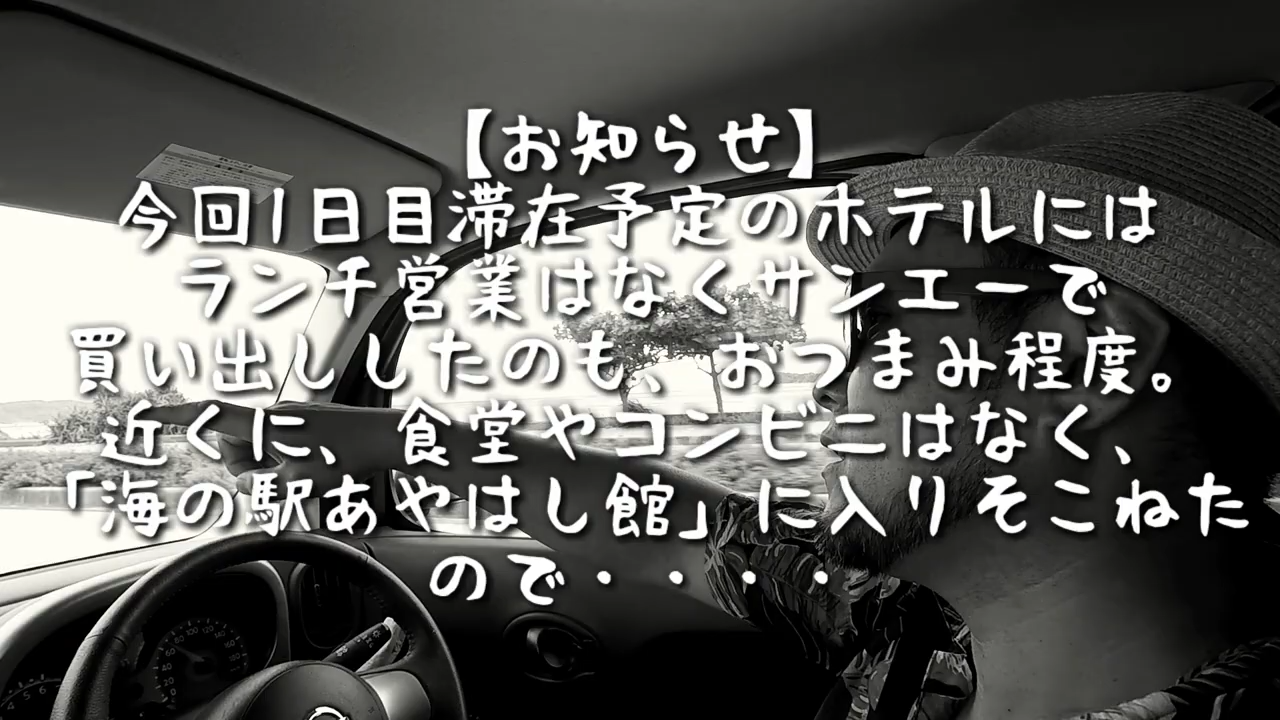 【お知らせ】
今回1日目滞在予定のホテルには
ランチ営業はなくサンエーで
買い出ししたのも、おつまみ程度。
近くに、食堂やコンビニはなく、
「海の駅あやはし館」に入りそこねた
ので・・・・